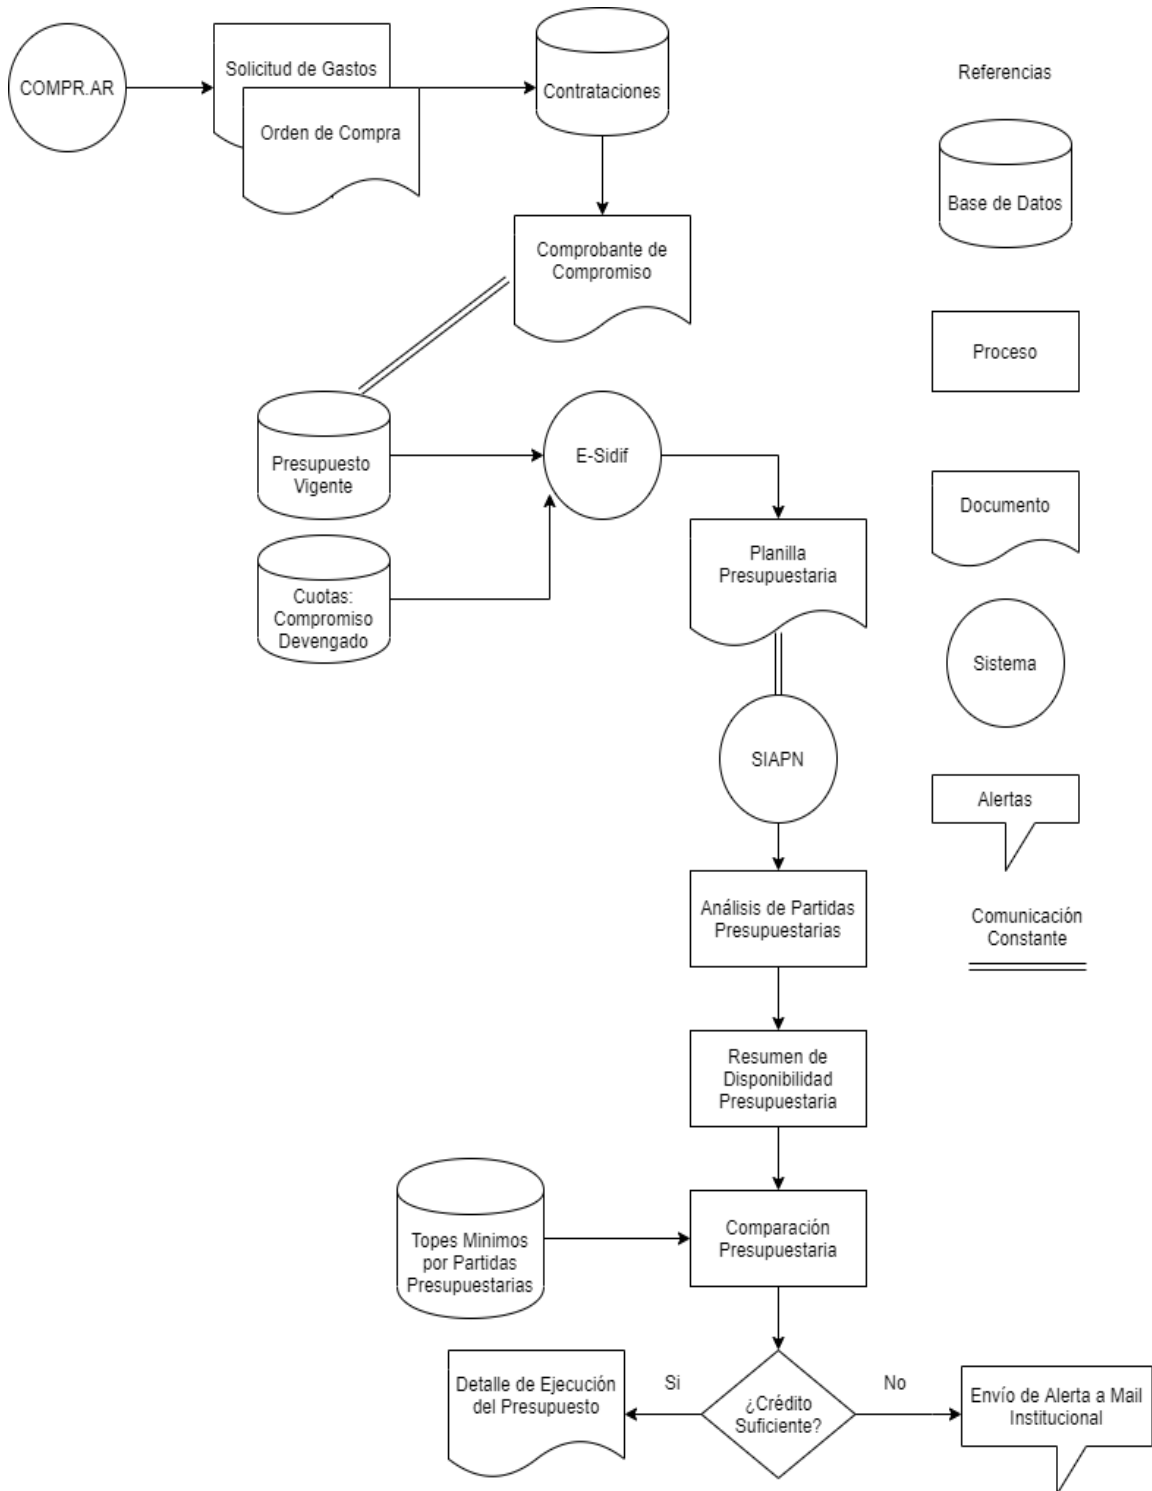 COMPR.AR
Solicitud de Gastos
Orden de Compra
Contrataciones
Comprobante de
Compromiso
Presupuesto
Vigente
E-Sidif
Cuotas:
Compromiso
Devengado
Planilla
Presupuestaria
SIAPN
Análisis de Partidas
Presupuestarias
Resumen de
Disponibilidad
Presupuestaria
Topes Minimos
por Partidas
Presupuestarias
Comparación
Presupuestaria
¿Crédito
Suficiente?
Si
Detalle de Ejecución
del Presupuesto
No
Envío de Alerta a Mail
Institucional
Referencias
Base de Datos
Proceso
Documento
Sistema
Alertas
Comunicación
Constante